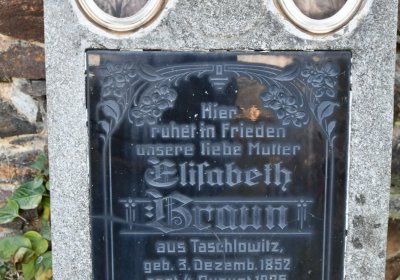 Hier
ruhet in Frieden
unsere liebe Mutter
Elisabeth
Braun
aus Taschlowitz,
geb. 3. Dezemb. 1852